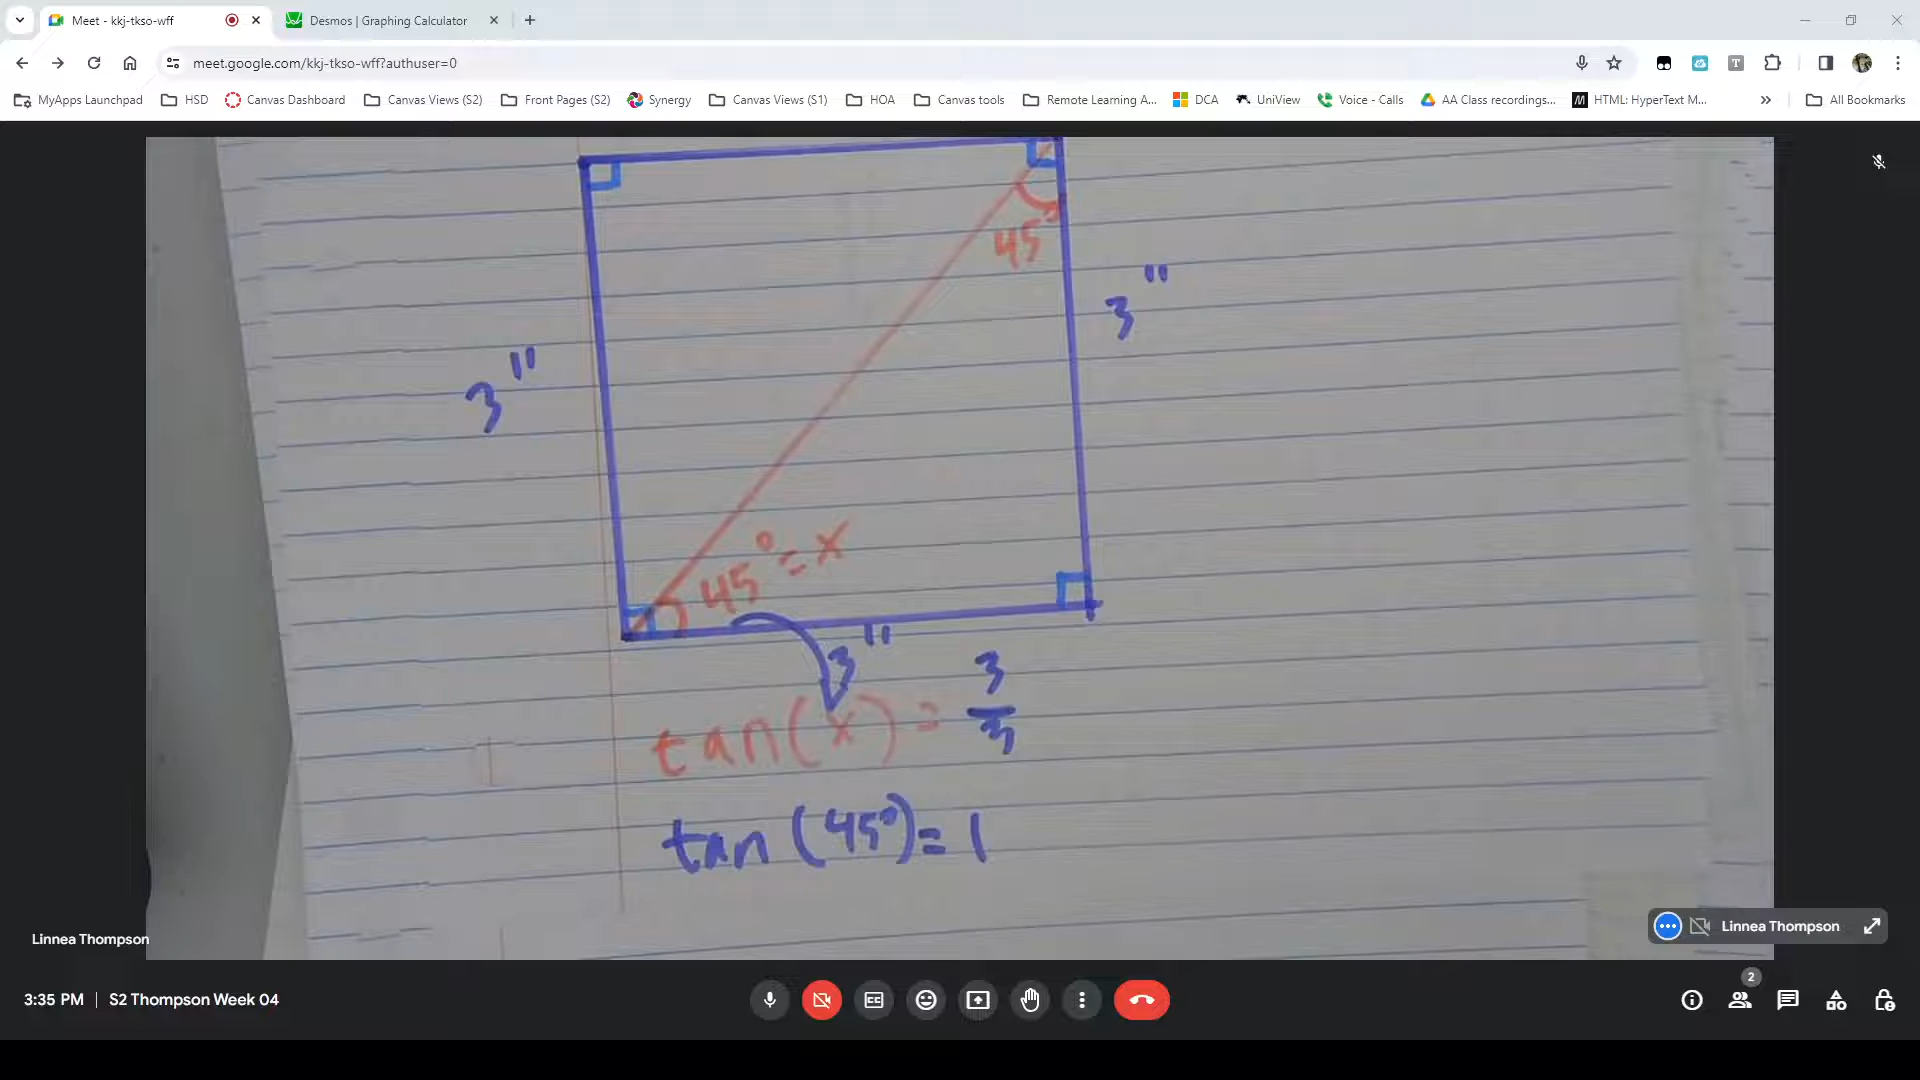 Meet - kkj-tkso-wff
Desmos | Graphing Calculator
meet.google.com/kkj-tkso-wff?authuser=0
MyApps Launchpad
HSD
Canvas Dashboard
Canvas Views (S2)
Front Pages (S2)
Synergy
Canvas Views (S1)
HOA
Canvas tools
Remote Learning A...
DCA
UniView
Voice - Calls
AA Class recordings...
HTML: HyperText M...
All Bookmarks
45°
3"
3"
45° = x
3"
tan(x) = 3/3
tan (45°) = 1
Linnea Thompson
Linnea Thompson
3:35 PM | S2 Thompson Week 04
2